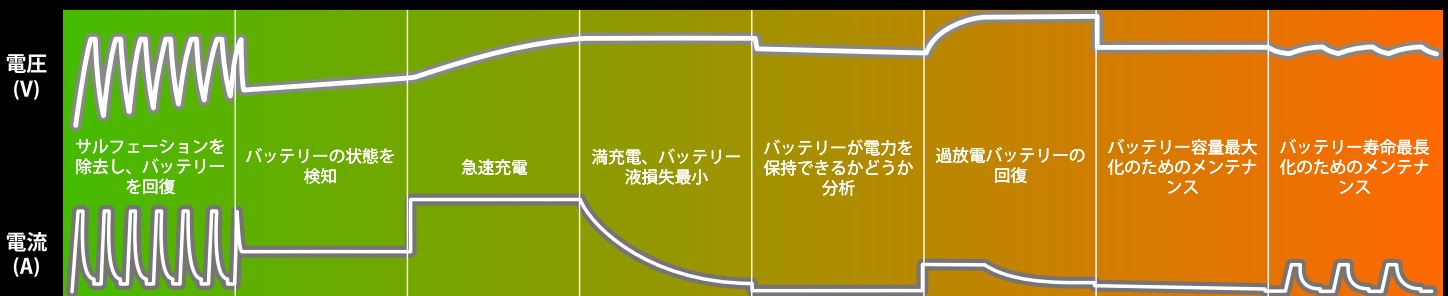 電圧
(V)
サルフェーションを
除去し、バッテリー
を回復
バッテリーの状態を
検知
急速充電
満充電、バッテリー
液損失最小
バッテリーが電力を
保持できるかどうか
分析
過放電バッテリーの
回復
バッテリー容量最大
化のためのメンテナ
ンス
バッテリー寿命最長
化のためのメンテナ
ンス
電流
(A)